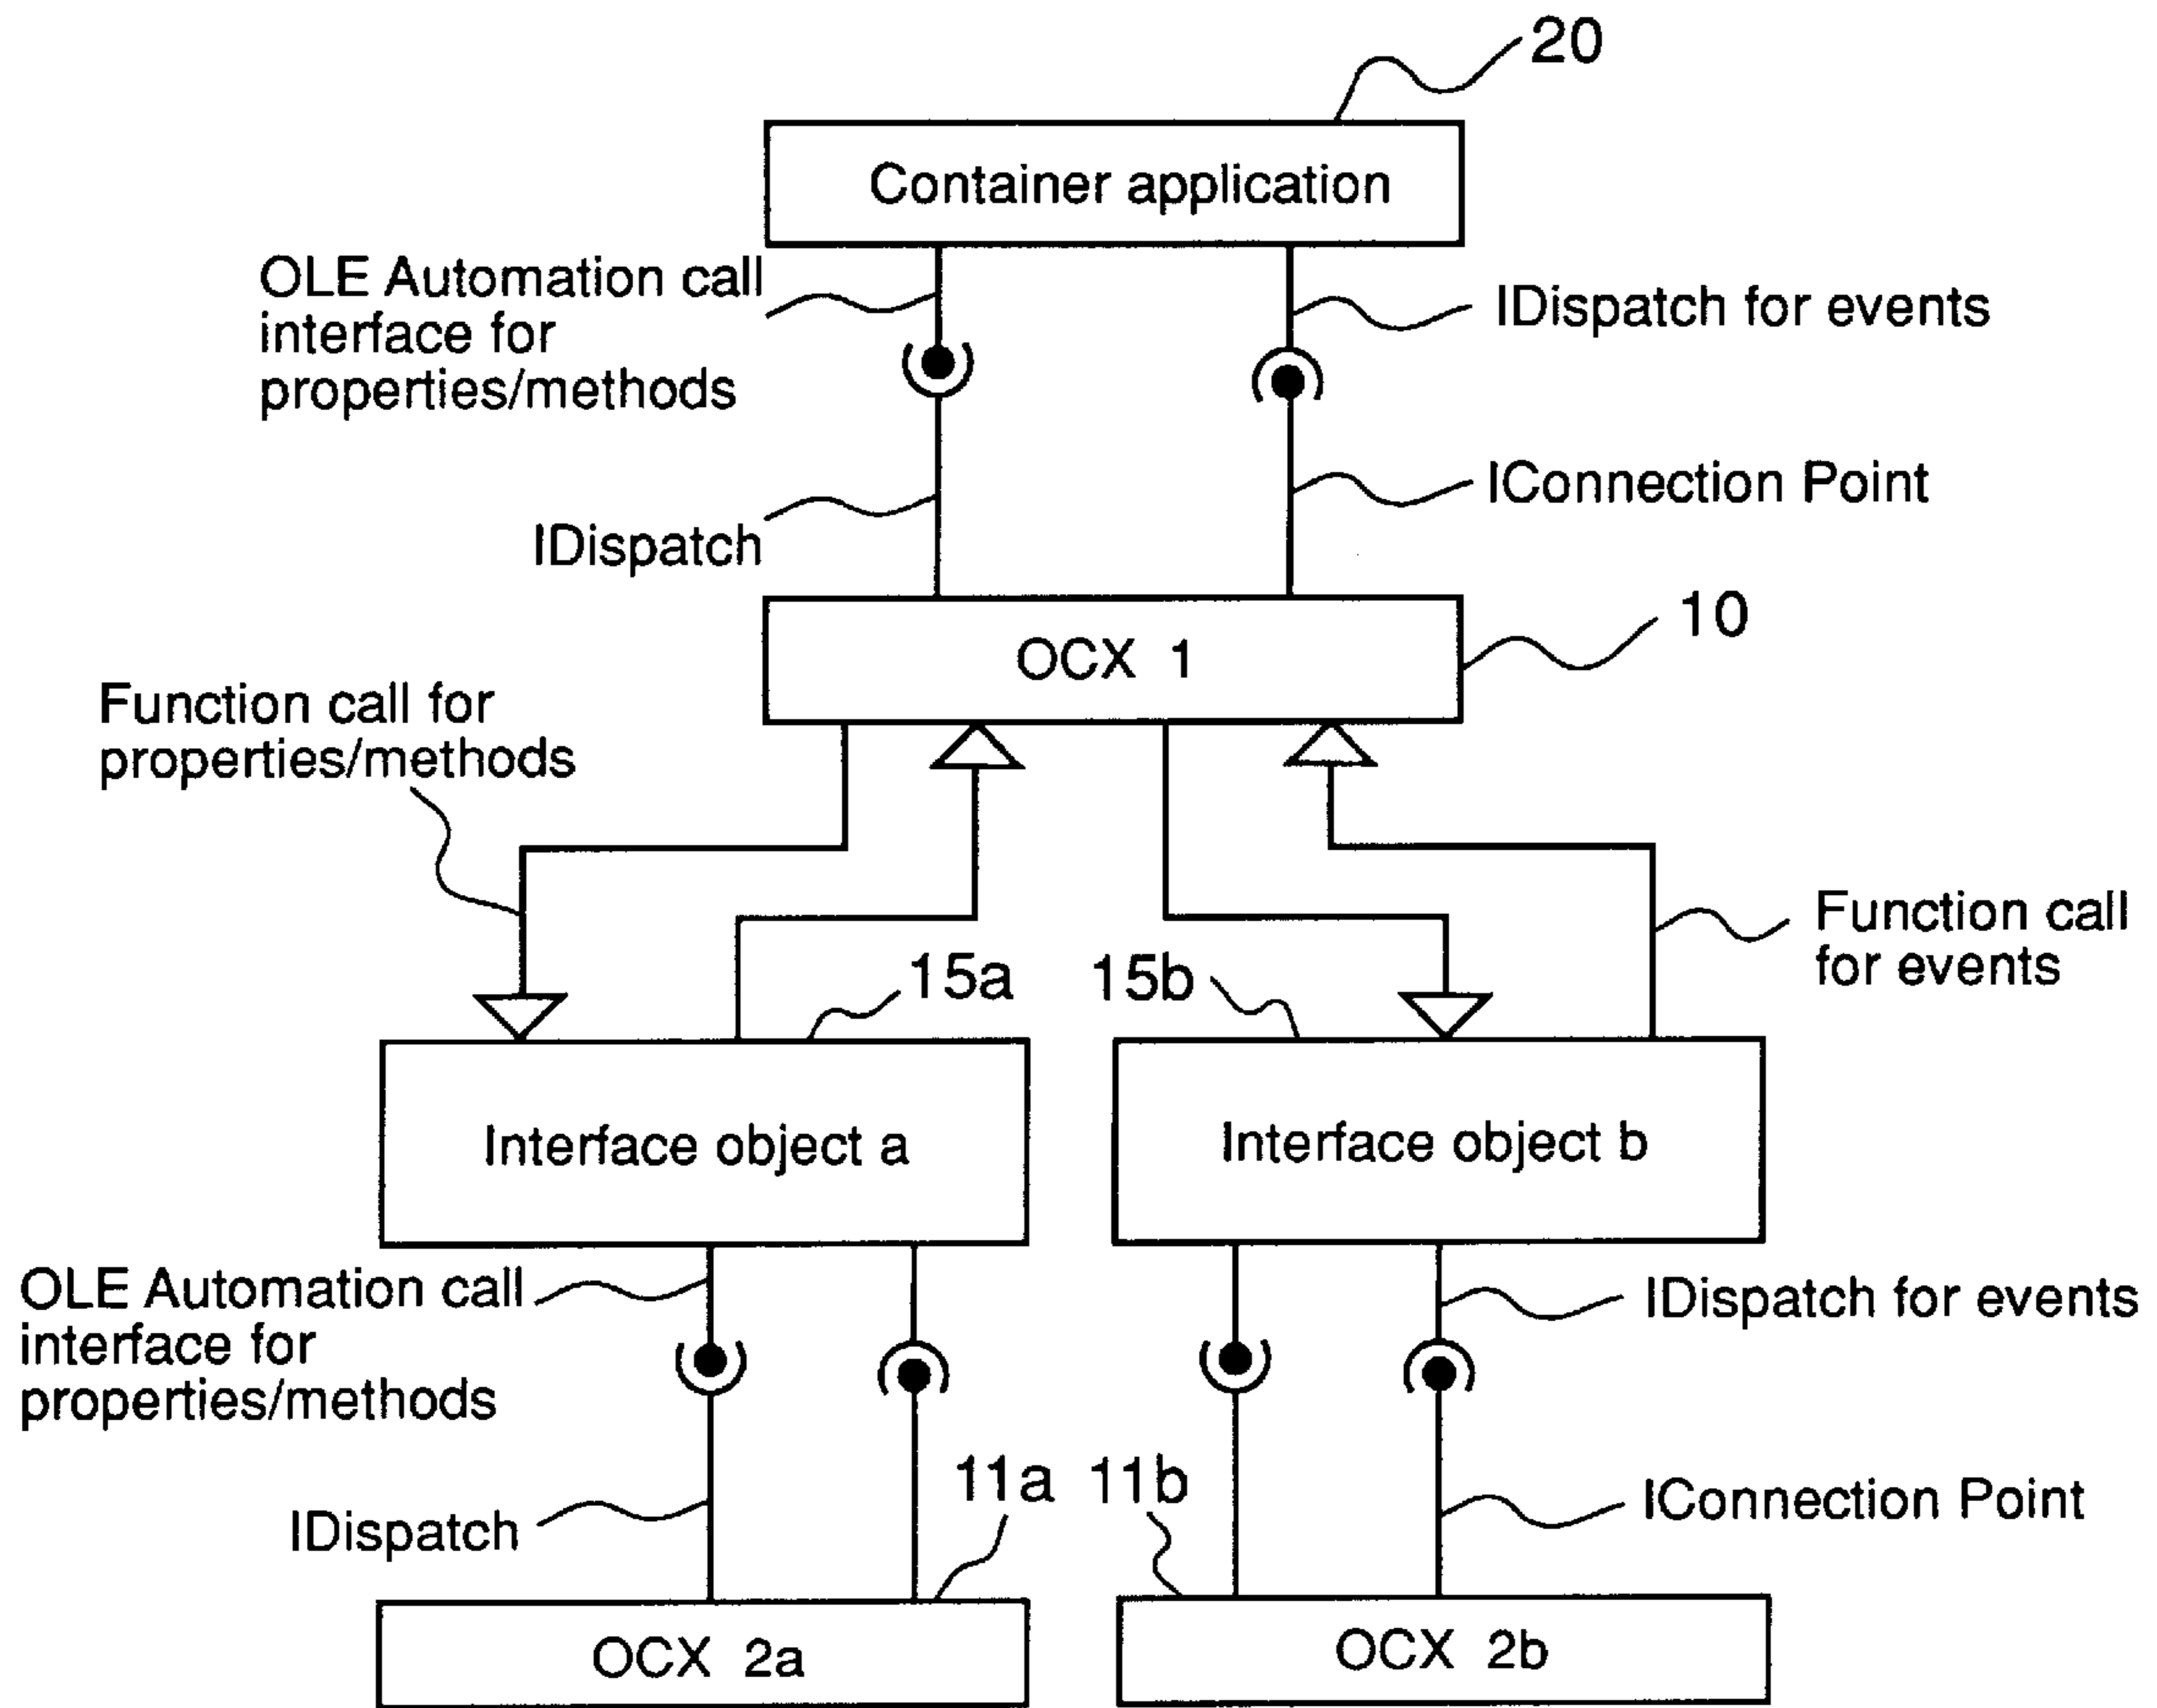 20
Container application
OLE Automation call
interface for
properties/methods
IDispatch for events
IConnection Point
IDispatch
10
OCX 1
Function call for
properties/methods
Function call
for events
15a
15b
Interface object a
Interface object b
OLE Automation call
interface for
properties/methods
IDispatch for events
11a
11b
IDispatch
IConnection Point
OCX 2a
OCX 2b